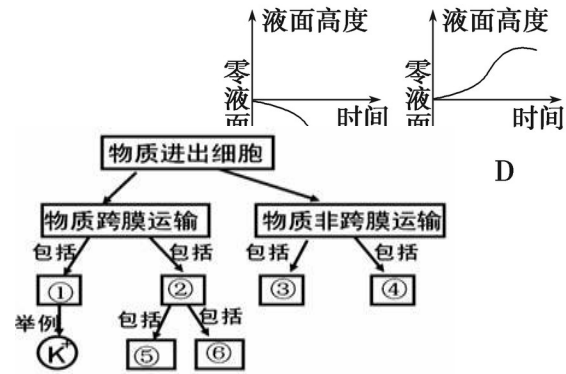 液面高度 液面高度
零液面 零液面
时间 时间
D
物质进出细胞
物质跨膜运输 物质非跨膜运输
包括 包括 包括 包括
① ② ③ ④
举例 包括 包括
K⁺ ⑤ ⑥